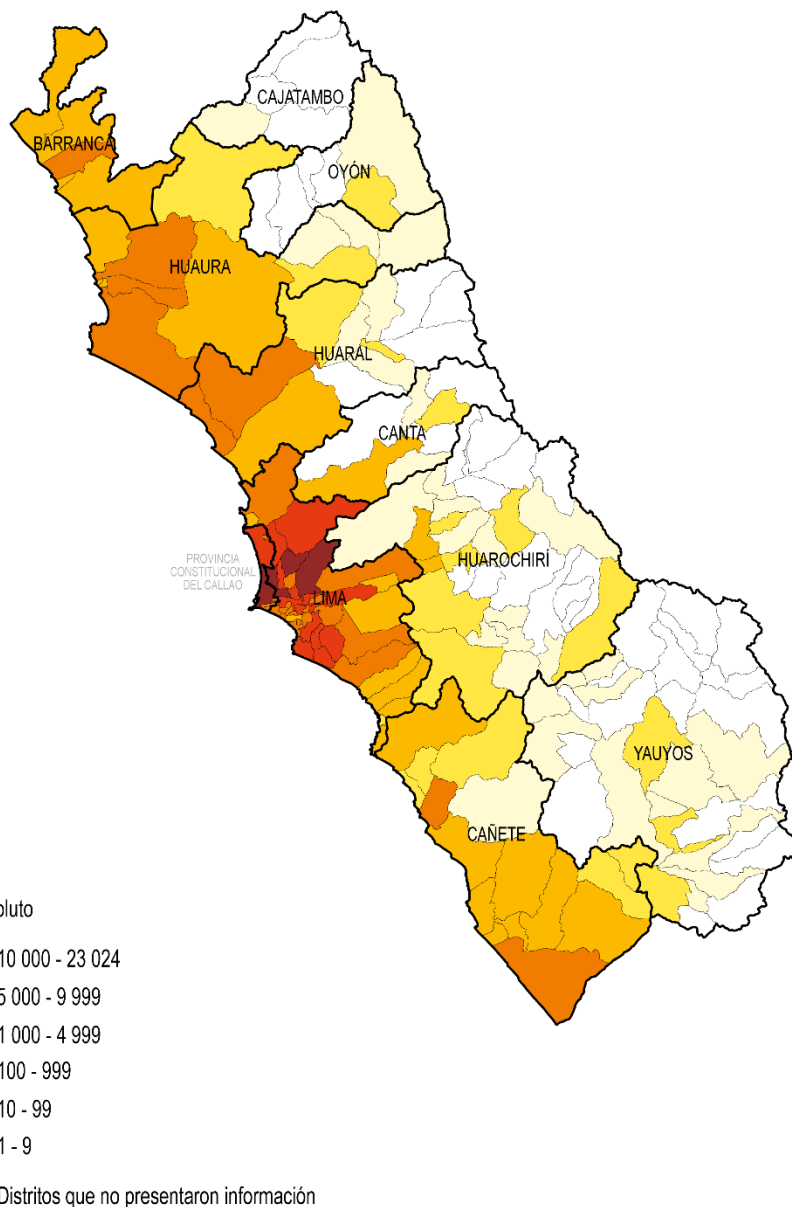 CAJATAMBO
BARRANCA
OYÓN
HUAURA
HUARAL
CANTA
PROVINCIA
CONSTITUCIONAL
DEL CALLAO
HUAROCHIRÍ
LIMA
YAUYOS
CAÑETE
oluto
10 000 - 23 024
5 000 - 9 999
1 000 - 4 999
100 - 999
10 - 99
1 - 9
Distritos que no presentaron información